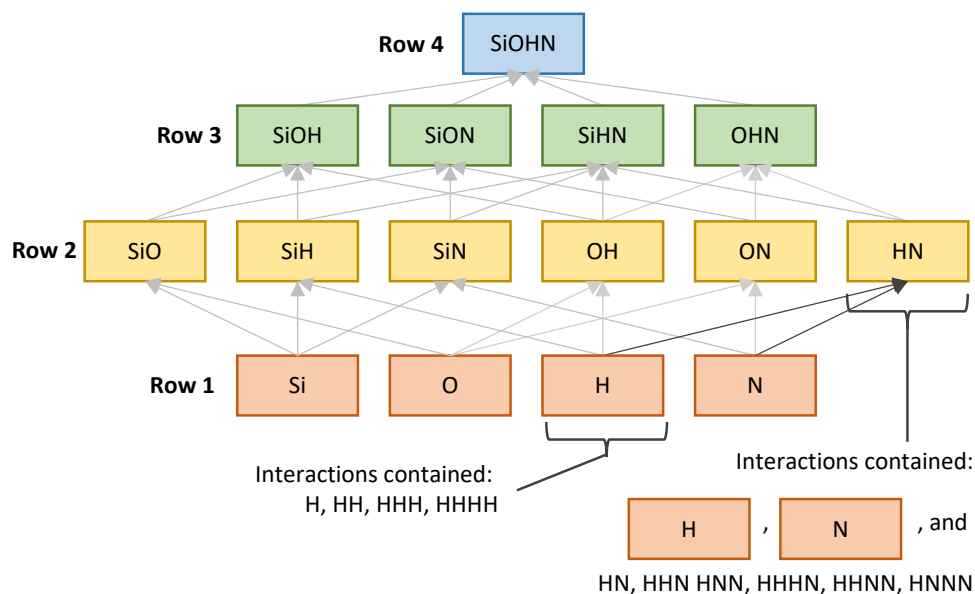 Row 4
SiOHN
Row 3
SiOH
SiON
SiHN
OHN
Row 2
SiO
SiH
SiN
OH
ON
HN
Row 1
Si
O
H
N
Interactions contained:
H, HH, HHH, HHHH
Interactions contained:
H , N , and
HN, HHN HNN, HHHN, HHNN, HNNN